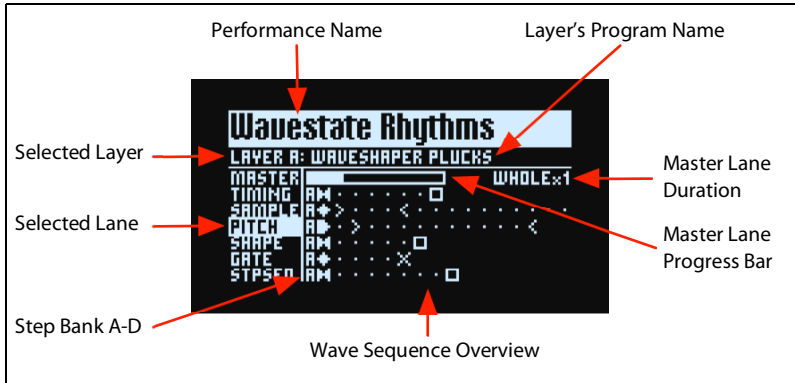 Performance Name
Layer's Program Name
Wavestate Rhythms
Selected Layer
LAYER A: WAVESHAPER PLUCKS
MASTER WHOLEx1
Master Lane
Duration
TIMING A
SAMPLE A
Selected Lane
PITCH A
Master Lane
Progress Bar
SHAPE A
GATE A
STPSEQ A
Step Bank A-D
Wave Sequence Overview